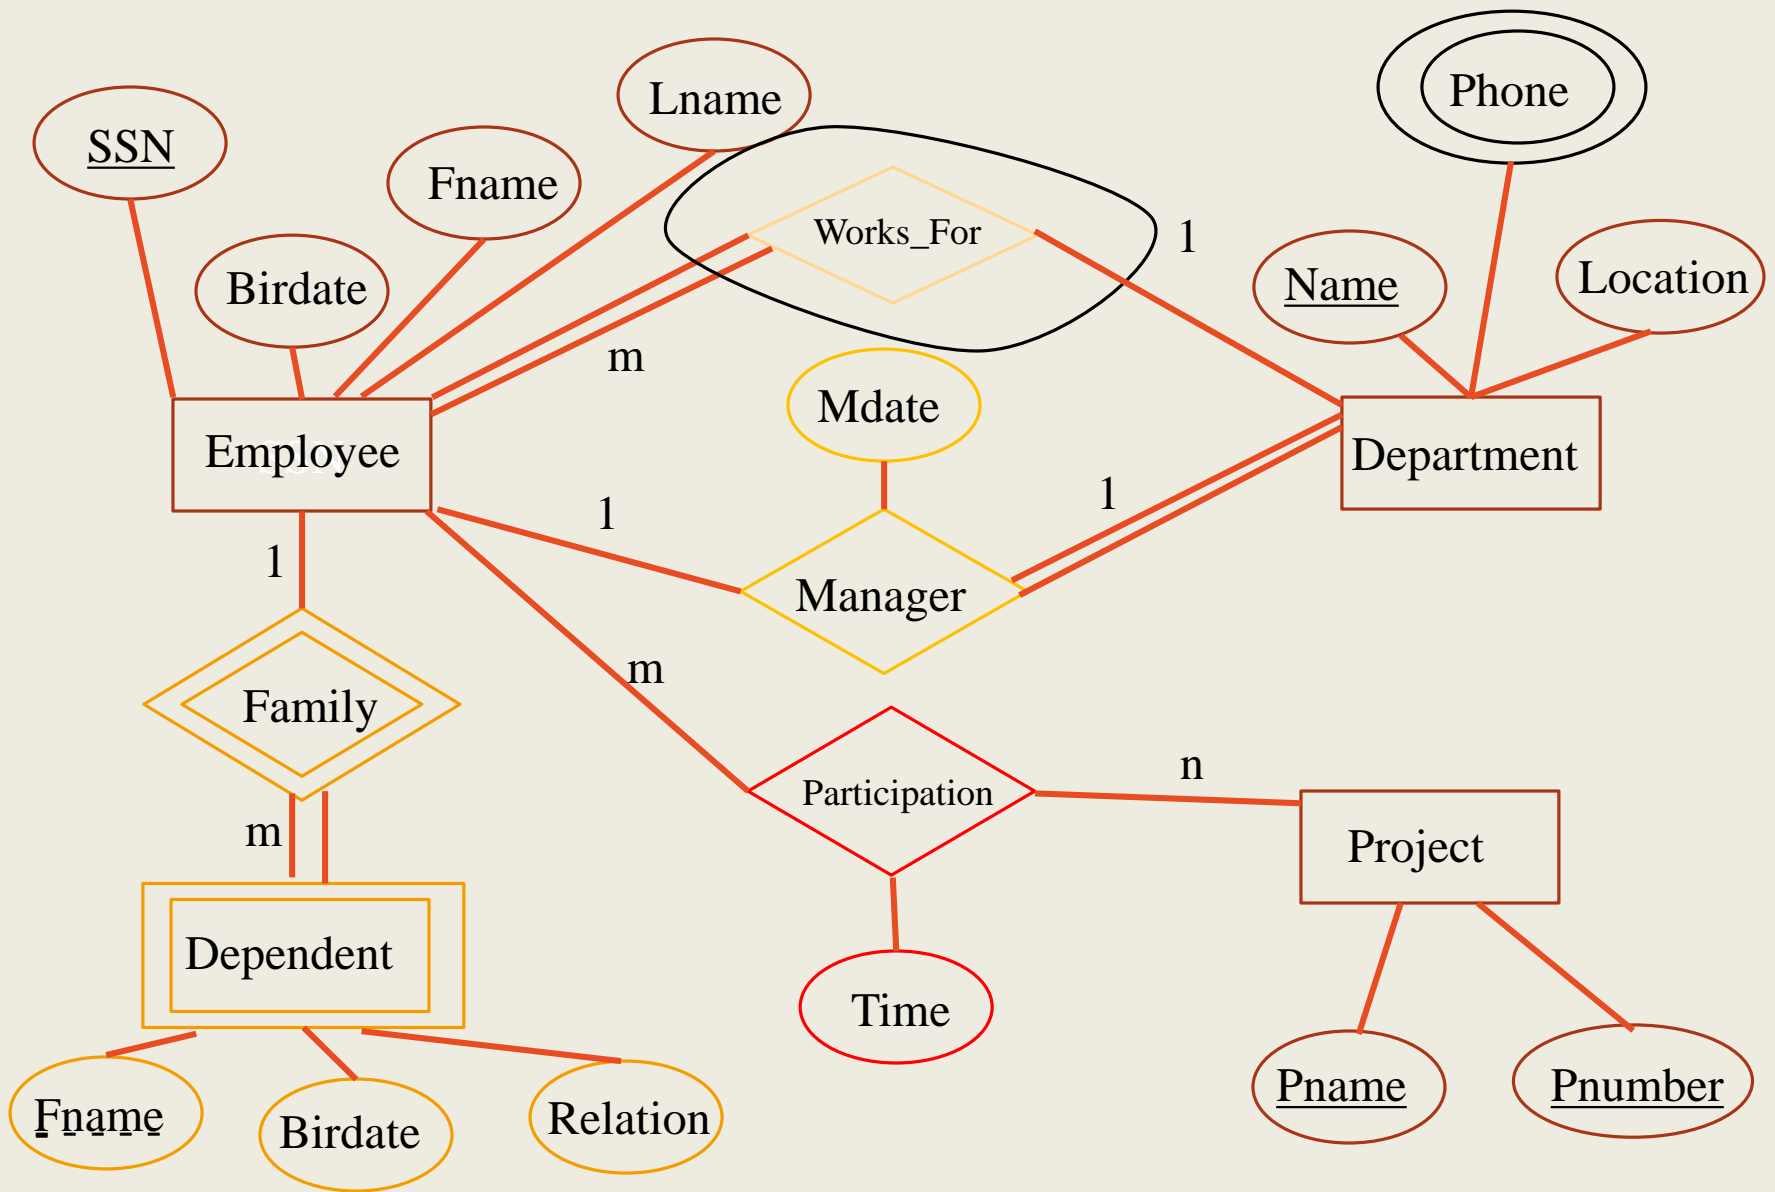 Lname
Phone
SSN
Fname
Works_For
1
Birdate
Name
Location
m
Mdate
Employee
Department
1
1
1
Manager
m
Family
n
Participation
m
Project
Dependent
Time
Fname
Birdate
Relation
Pname
Pnumber